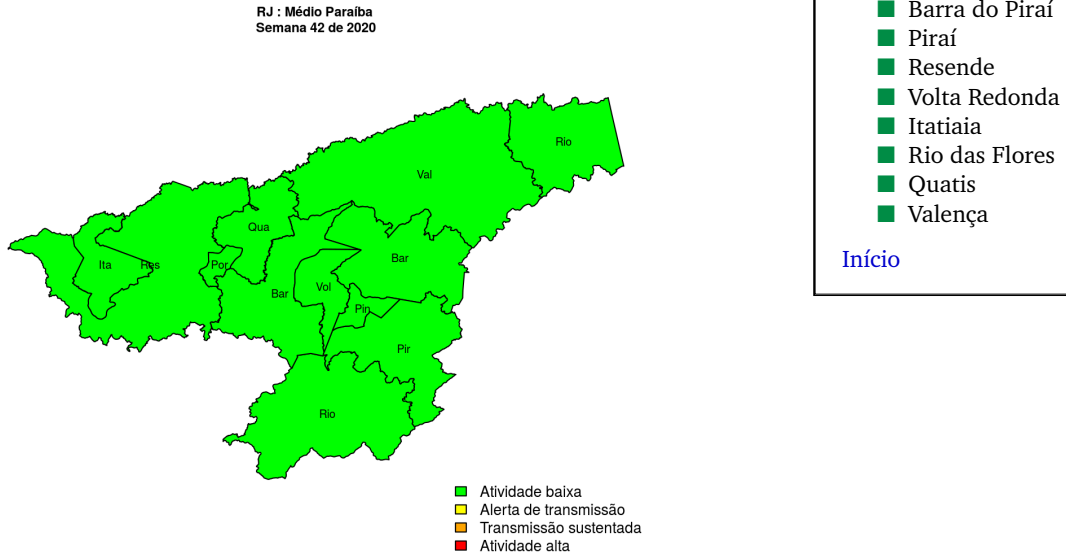 RJ : Médio Paraíba
Semana 42 de 2020
Rio
Val
Qua
Ita
Res
Por
Bar
Bar
Vol
Pin
Pir
Rio
Atividade baixa
Alerta de transmissão
Transmissão sustentada
Atividade alta
Barra do Piraí
Piraí
Resende
Volta Redonda
Itatiaia
Rio das Flores
Quatis
Valença
Início